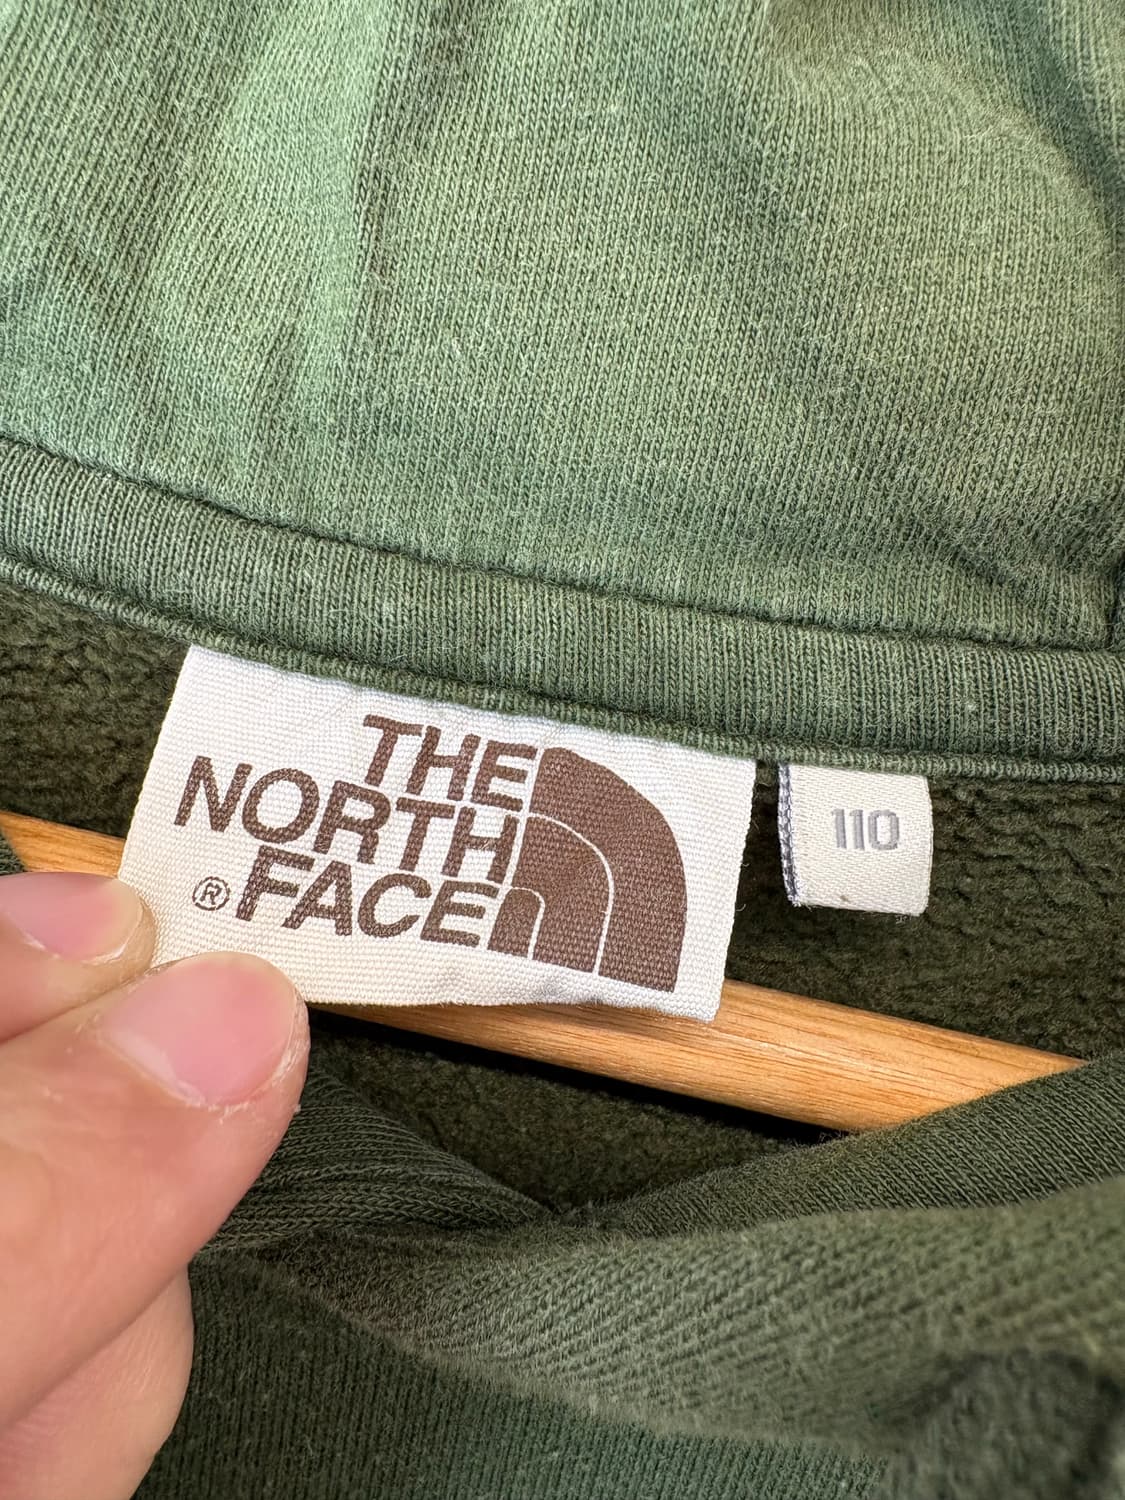 THE
NORTH
® FACE
110